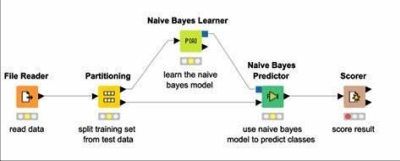 Naive Bayes Learner
learn the naive
bayes model
File Reader
read data
Partitioning
split training set
from test data
Naive Bayes
Predictor
use naive bayes
model to predict classes
Scorer
score result